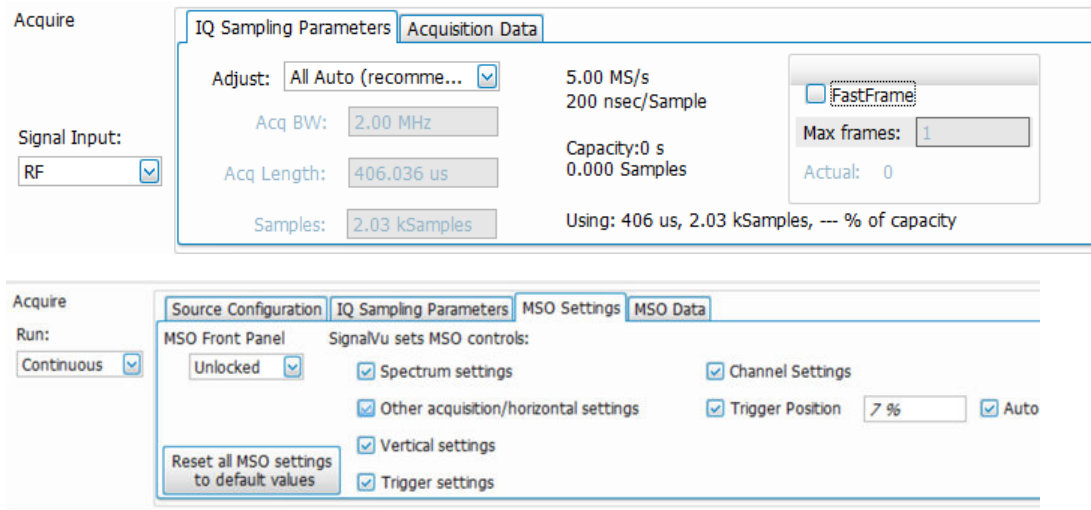 Acquire
IQ Sampling Parameters Acquisition Data
Adjust: All Auto (recomme...
5.00 MS/s
200 nsec/Sample
FastFrame
Acq BW: 2.00 MHz
Signal Input:
RF
Max frames: 1
Capacity:0 s
0.000 Samples
Acq Length: 406.036 us
Actual: 0
Samples: 2.03 kSamples
Using: 406 us, 2.03 kSamples, --- % of capacity
Acquire
Source Configuration IQ Sampling Parameters MSO Settings MSO Data
Run:
Continuous
MSO Front Panel
Unlocked
SignalVu sets MSO controls:
Spectrum settings
Channel Settings
Other acquisition/horizontal settings
Trigger Position 7 % Auto
Vertical settings
Reset all MSO settings
to default values
Trigger settings